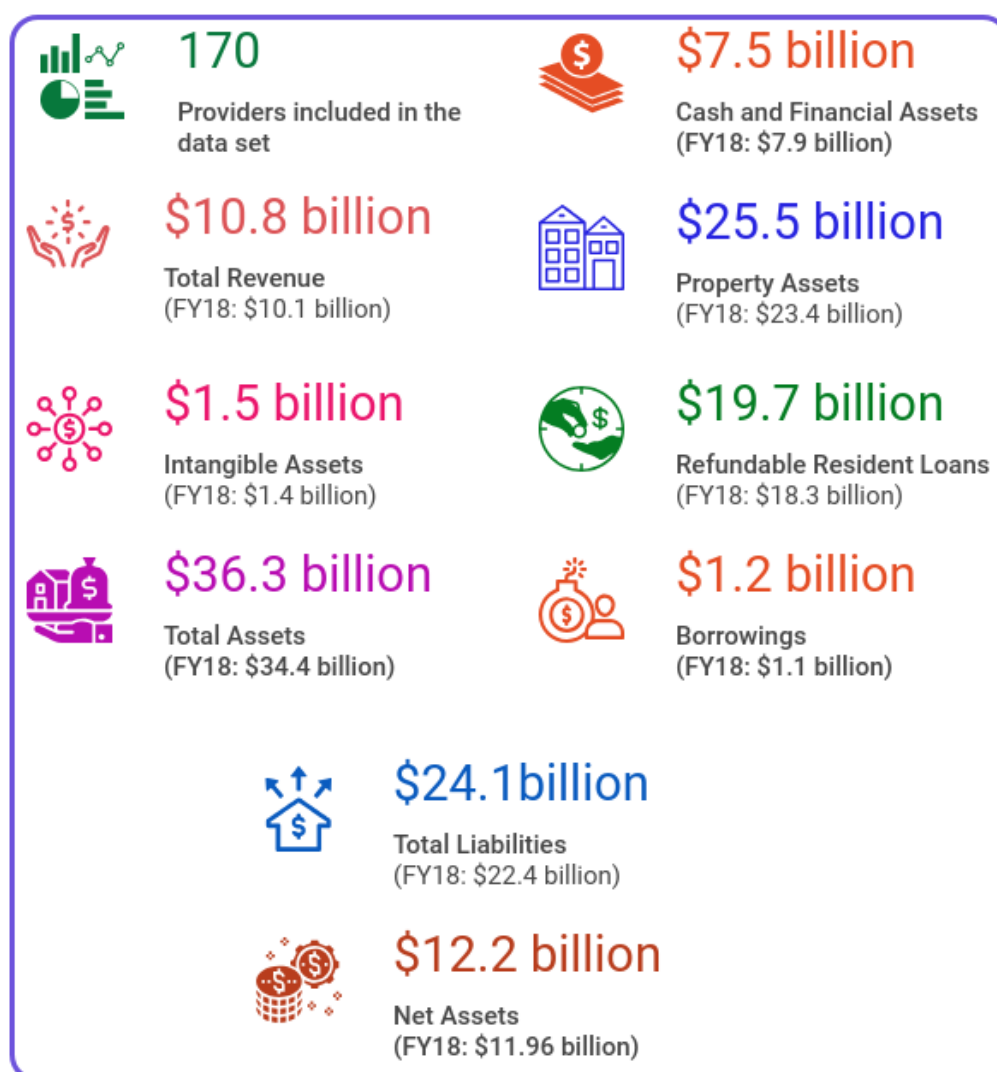 170
Providers included in the
data set
$7.5 billion
Cash and Financial Assets
(FY18: $7.9 billion)
$10.8 billion
Total Revenue
(FY18: $10.1 billion)
$25.5 billion
Property Assets
(FY18: $23.4 billion)
$1.5 billion
Intangible Assets
(FY18: $1.4 billion)
$19.7 billion
Refundable Resident Loans
(FY18: $18.3 billion)
$36.3 billion
Total Assets
(FY18: $34.4 billion)
$1.2 billion
Borrowings
(FY18: $1.1 billion)
$24.1billion
Total Liabilities
(FY18: $22.4 billion)
$12.2 billion
Net Assets
(FY18: $11.96 billion)